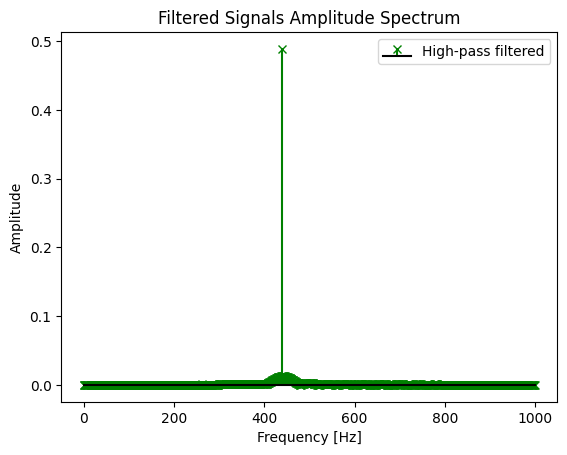 Filtered Signals Amplitude Spectrum
High-pass filtered
Amplitude
0.5
0.4
0.3
0.2
0.1
0.0
0 200 400 600 800 1000
Frequency [Hz]